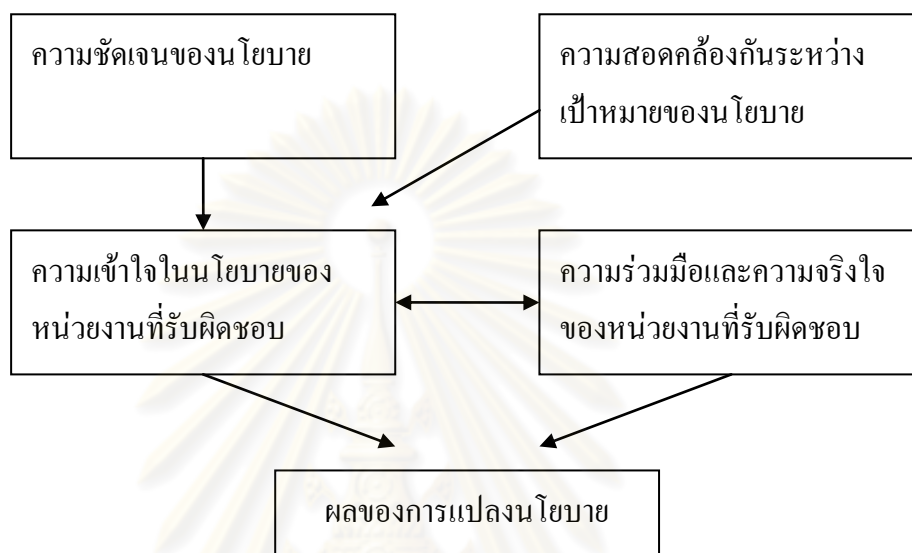 ความชัดเจนของนโยบาย
ความสอดคล้องกันระหว่าง
เป้าหมายของนโยบาย
ความเข้าใจในนโยบายของ
หน่วยงานที่รับผิดชอบ
ความร่วมมือและความจริงใจ
ของหน่วยงานที่รับผิดชอบ
ผลของการแปลงนโยบาย